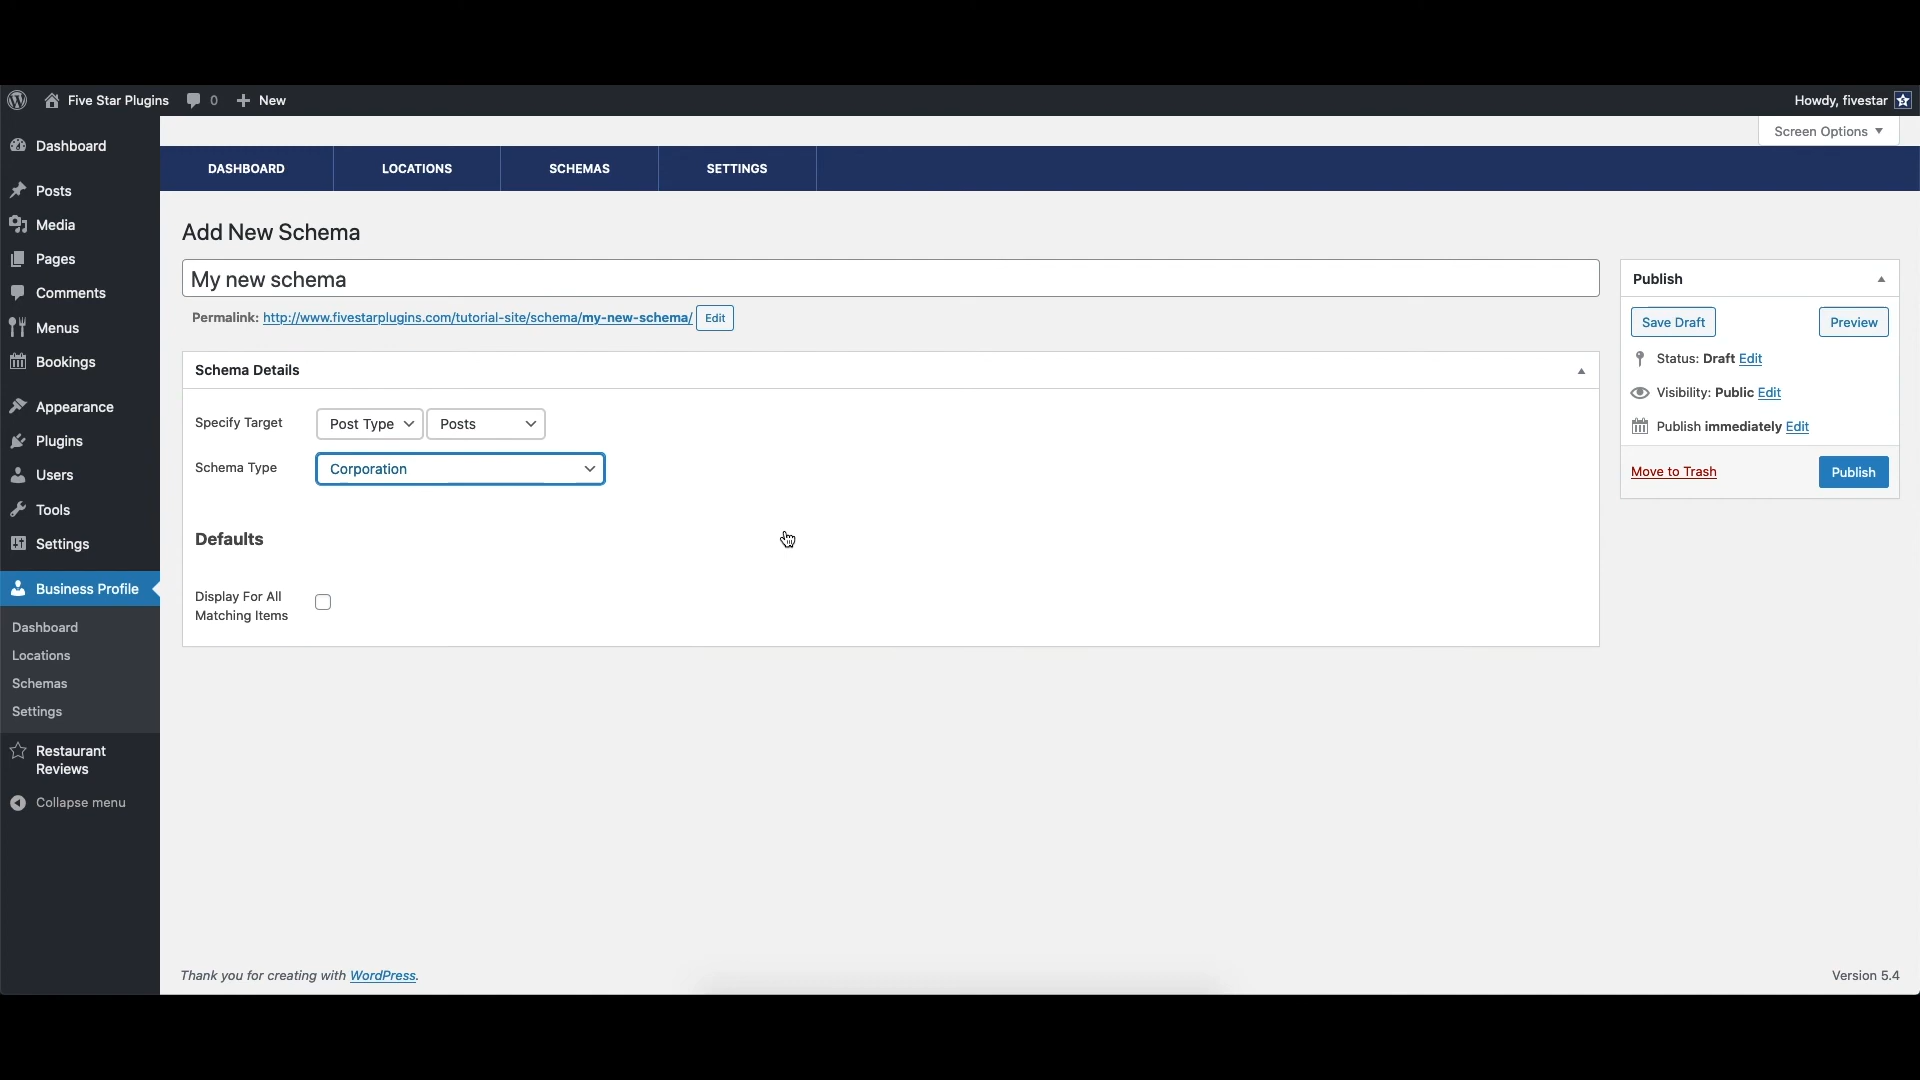 Five Star Plugins 0 New Howdy, fivestar
Screen Options
Dashboard
Posts
Media
Pages
Comments
Menus
Bookings
Appearance
Plugins
Users
Tools
Settings
Business Profile
Dashboard
Locations
Schemas
Settings
Restaurant
Reviews
Collapse menu
DASHBOARD LOCATIONS SCHEMAS SETTINGS
Add New Schema
My new schema
Permalink: http://www.fivestarplugins.com/tutorial-site/schema/my-new-schema/ Edit
Schema Details
Specify Target Post Type Posts
Schema Type Corporation
Defaults
Display For All
Matching Items
Publish
Save Draft Preview
Status: Draft Edit
Visibility: Public Edit
Publish immediately Edit
Move to Trash Publish
Thank you for creating with WordPress. Version 5.4